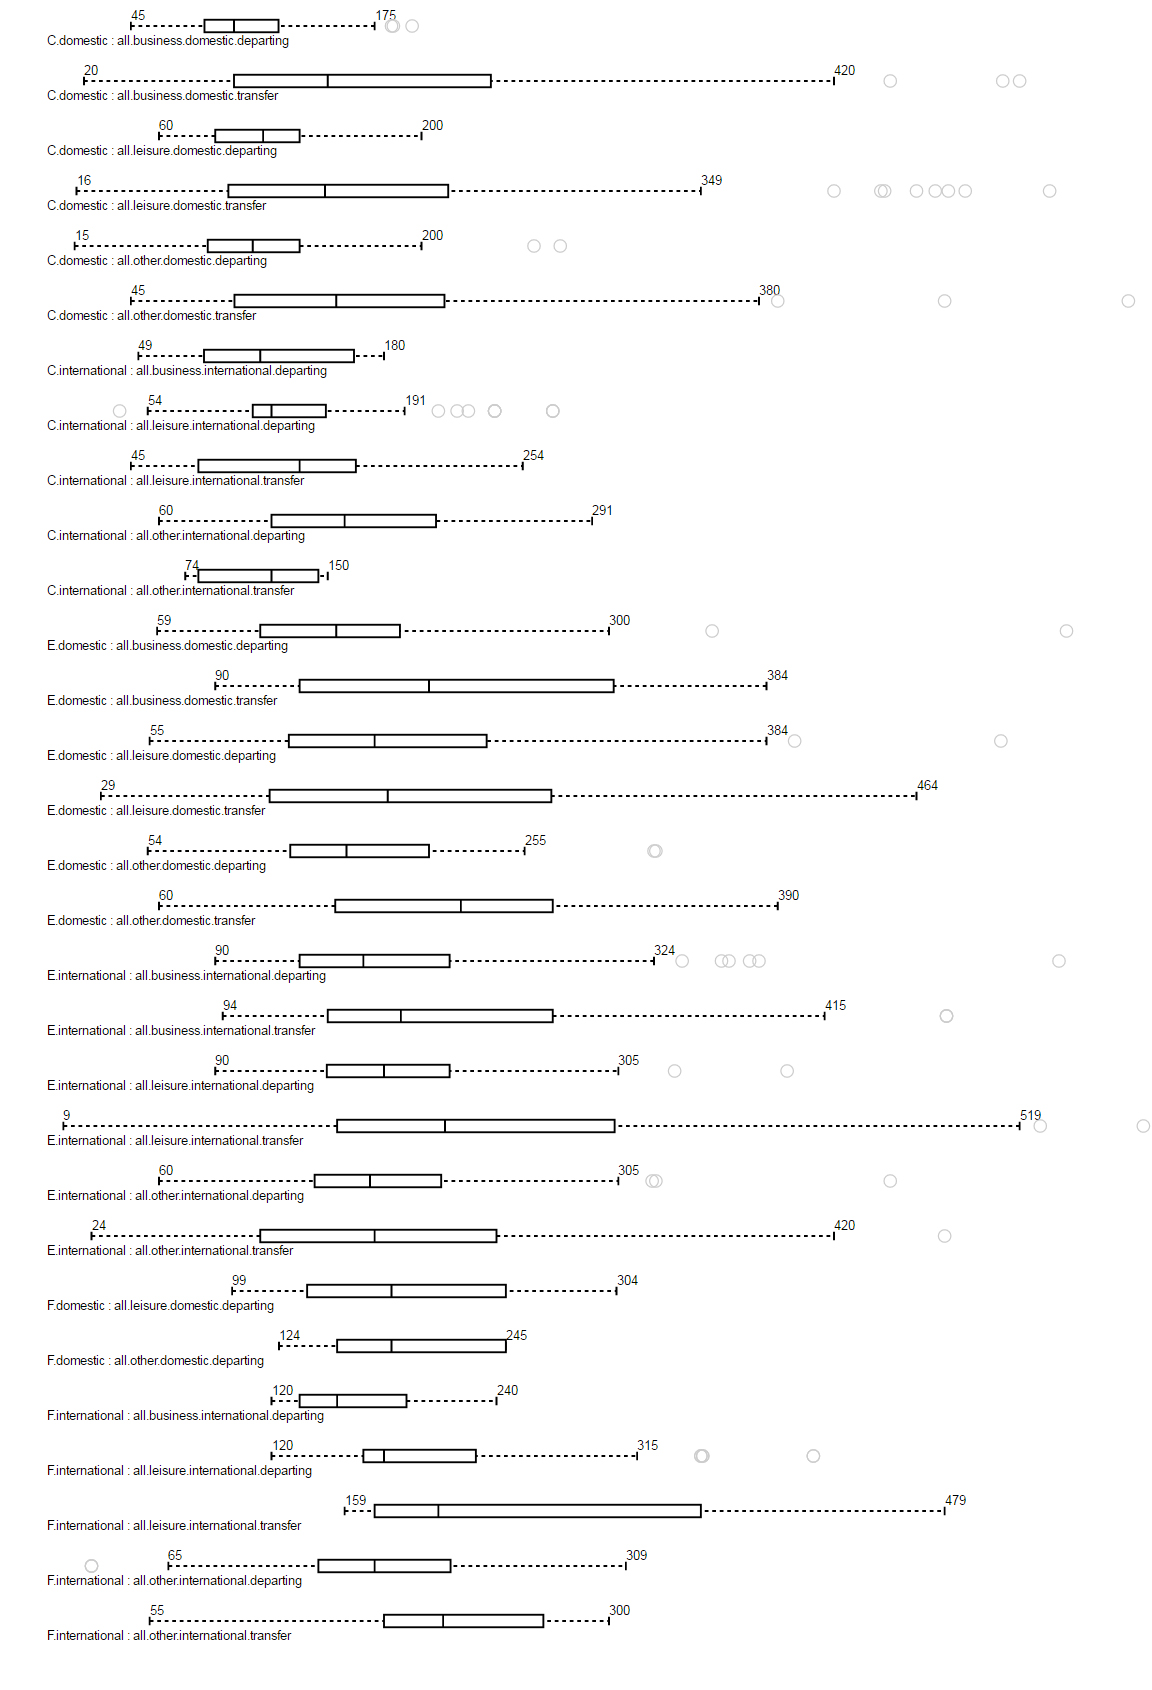 45 175
C.domestic : all.business.domestic.departing
20 420
C.domestic : all.business.domestic.transfer
60 200
C.domestic : all.leisure.domestic.departing
16 349
C.domestic : all.leisure.domestic.transfer
15 200
C.domestic : all.other.domestic.departing
45 380
C.domestic : all.other.domestic.transfer
49 180
C.international : all.business.international.departing
54 191
C.international : all.leisure.international.departing
45 254
C.international : all.leisure.international.transfer
60 291
C.international : all.other.international.departing
74 150
C.international : all.other.international.transfer
59 300
E.domestic : all.business.domestic.departing
90 384
E.domestic : all.business.domestic.transfer
55 384
E.domestic : all.leisure.domestic.departing
29 464
E.domestic : all.leisure.domestic.transfer
54 255
E.domestic : all.other.domestic.departing
60 390
E.domestic : all.other.domestic.transfer
90 324
E.international : all.business.international.departing
94 415
E.international : all.business.international.transfer
90 305
E.international : all.leisure.international.departing
9 519
E.international : all.leisure.international.transfer
60 305
E.international : all.other.international.departing
24 420
E.international : all.other.international.transfer
99 304
F.domestic : all.leisure.domestic.departing
124 245
F.domestic : all.other.domestic.departing
120 240
F.international : all.business.international.departing
120 315
F.international : all.leisure.international.departing
159 479
F.international : all.leisure.international.transfer
65 309
F.international : all.other.international.departing
55 300
F.international : all.other.international.transfer